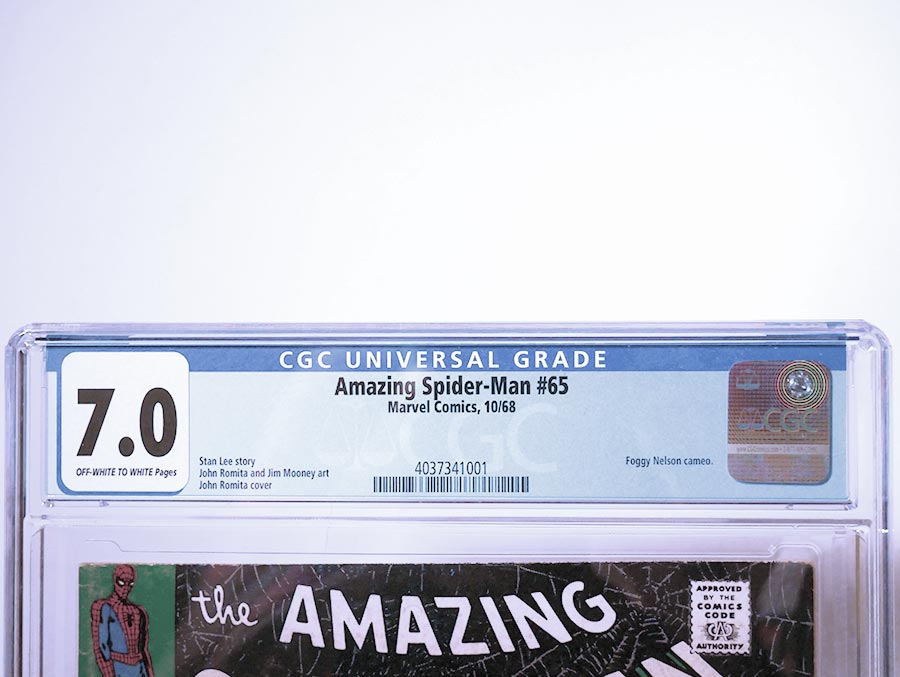 CGC UNIVERSAL GRADE
Amazing Spider-Man #65
Marvel Comics, 10/68
7.0
OFF-WHITE TO WHITE Pages
Stan Lee story
John Romita and Jim Mooney art
John Romita cover
4037341001
Foggy Nelson cameo.
CGC
CGC
the AMAZING
APPROVED
BY THE
COMICS
CODE
CA
AUTHORITY